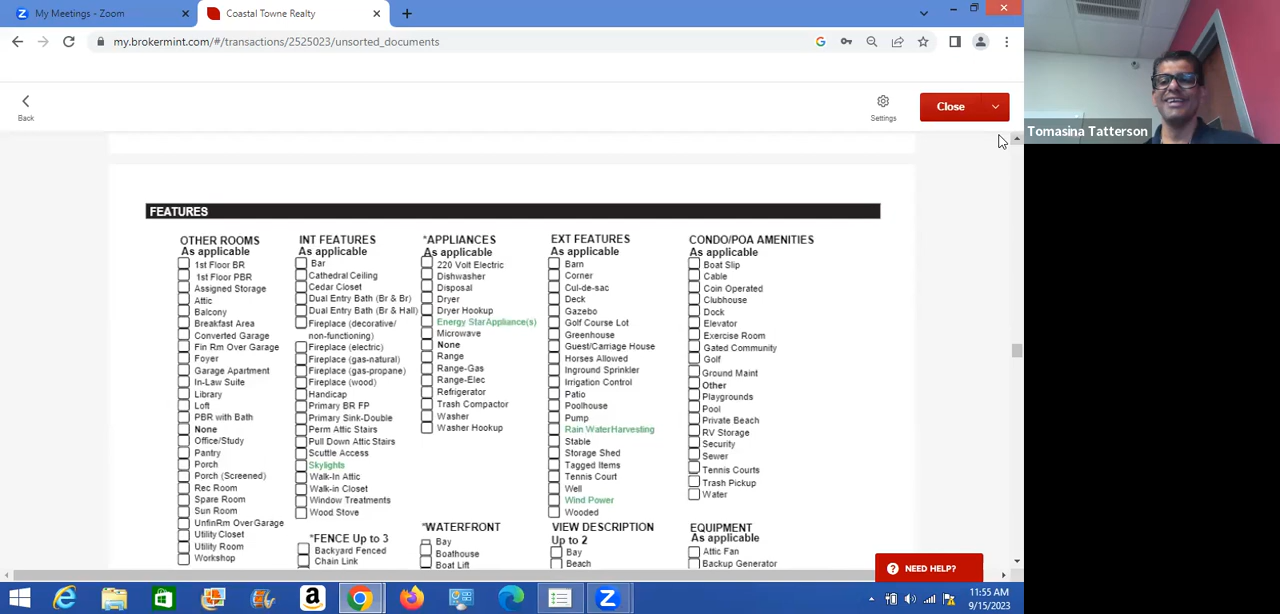 My Meetings - Zoom
Coastal Towne Realty
my.brokermint.com/#/transactions/2525023/unsorted_documents
Back
Settings
Close
Tomasina Tatterson
FEATURES
OTHER ROOMS
As applicable
1st Floor BR
1st Floor PBR
Assigned Storage
Attic
Balcony
Breakfast Area
Converted Garage
Fin Rm Over Garage
Foyer
Garage Apartment
In-Law Suite
Library
Loft
PBR with Bath
None
Office/Study
Pantry
Porch
Porch (Screened)
Rec Room
Spare Room
Sun Room
UnfinRm OverGarage
Utility Closet
Utility Room
Workshop
INT FEATURES
As applicable
Bar
Cathedral Ceiling
Cedar Closet
Dual Entry Bath (Br & Br)
Dual Entry Bath (Br & Hall)
Fireplace (decorative/
non-functioning)
Fireplace (electric)
Fireplace (gas-natural)
Fireplace (gas-propane)
Fireplace (wood)
Handicap
Primary BR FP
Primary Sink-Double
Perm Attic Stairs
Pull Down Attic Stairs
Scuttle Access
Skylights
Walk-In Attic
Walk-in Closet
Window Treatments
Wood Stove
*FENCE Up to 3
Backyard Fenced
Chain Link
*APPLIANCES
As applicable
220 Volt Electric
Dishwasher
Disposal
Dryer
Dryer Hookup
Energy StarAppliance(s)
Microwave
None
Range
Range-Gas
Range-Elec
Refrigerator
Trash Compactor
Washer
Washer Hookup
*WATERFRONT
Bay
Boathouse
Boat Lift
EXT FEATURES
As applicable
Barn
Corner
Cul-de-sac
Deck
Gazebo
Golf Course Lot
Greenhouse
Guest/Carriage House
Horses Allowed
Inground Sprinkler
Irrigation Control
Patio
Poolhouse
Pump
Rain WaterHarvesting
Stable
Storage Shed
Tagged Items
Tennis Court
Well
Wind Power
Wooded
VIEW DESCRIPTION
Up to 2
Bay
Beach
CONDO/POA AMENITIES
As applicable
Boat Slip
Cable
Coin Operated
Clubhouse
Dock
Elevator
Exercise Room
Gated Community
Golf
Ground Maint
Other
Playgrounds
Pool
Private Beach
RV Storage
Security
Sewer
Tennis Courts
Trash Pickup
Water
EQUIPMENT
As applicable
Attic Fan
Backup Generator
NEED HELP?
11:55 AM
9/15/2023